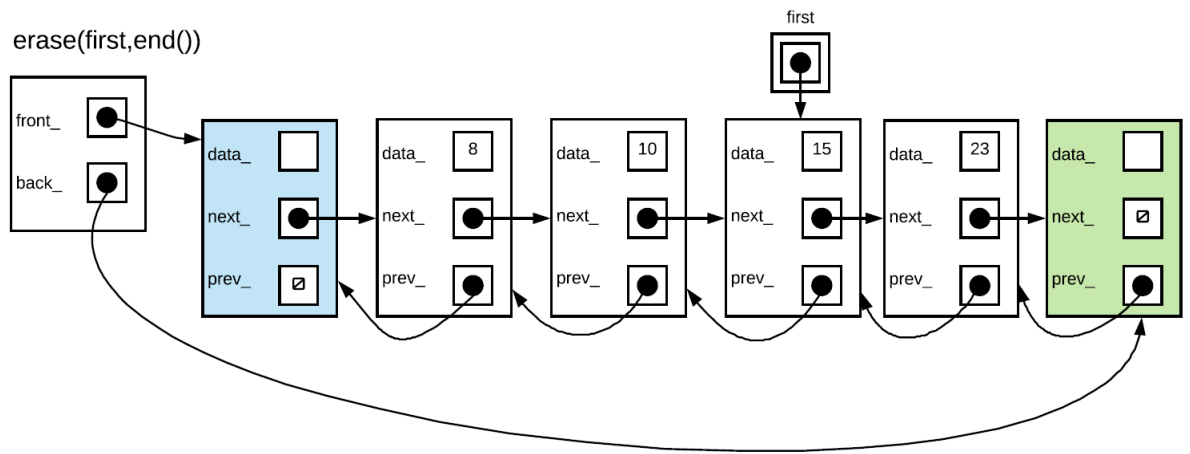 first
erase(first,end())
front_
back_
data_
next_
prev_
data_ 8
next_
prev_
data_ 10
next_
prev_
data_ 15
next_
prev_
data_ 23
next_
prev_
data_
next_
prev_